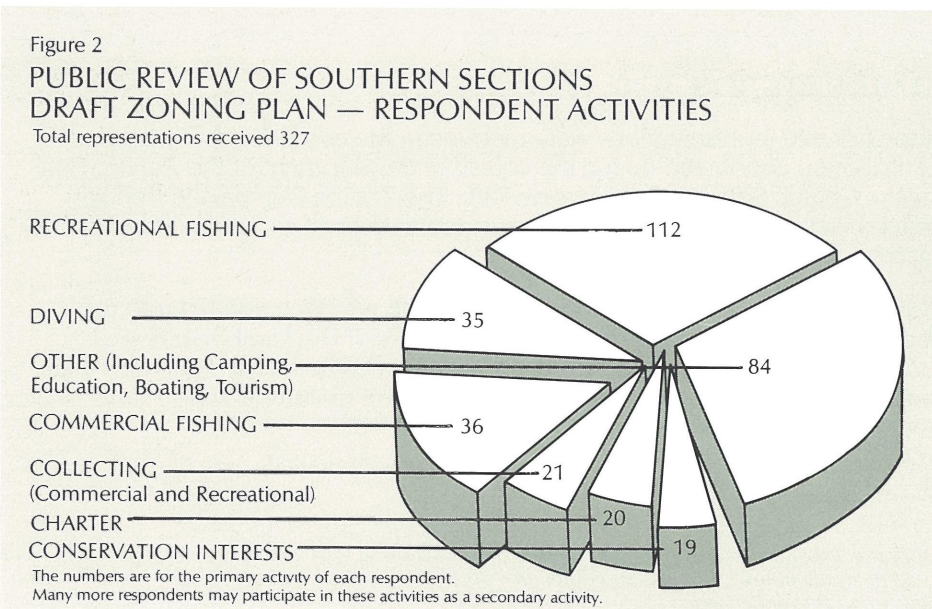 Figure 2
PUBLIC REVIEW OF SOUTHERN SECTIONS
DRAFT ZONING PLAN — RESPONDENT ACTIVITIES
Total representations received 327
RECREATIONAL FISHING 112
DIVING 35
OTHER (Including Camping, 84
Education, Boating, Tourism)
COMMERCIAL FISHING 36
COLLECTING 21
(Commercial and Recreational)
CHARTER 20
CONSERVATION INTERESTS 19
The numbers are for the primary activity of each respondent.
Many more respondents may participate in these activities as a secondary activity.